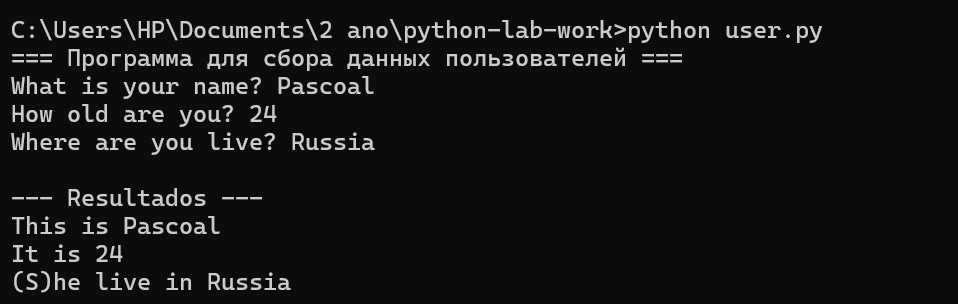 C:\Users\HP\Documents\2 ano\python-lab-work>python user.py
=== Программа для сбора данных пользователей ===
What is your name? Pascoal
How old are you? 24
Where are you live? Russia
--- Resultados ---
This is Pascoal
It is 24
(S)he live in Russia